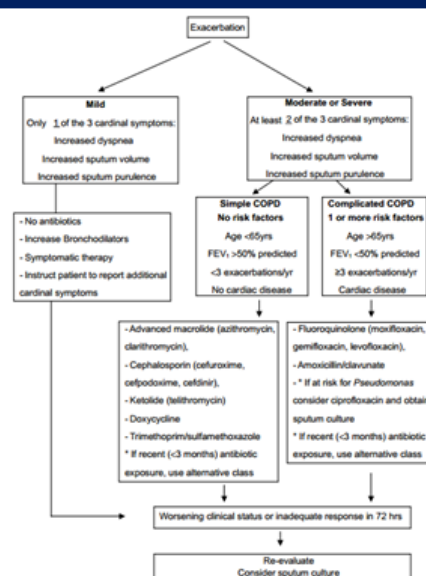 Exacerbation
Mild
Only 1 of the 3 cardinal symptoms:
Increased dyspnea
Increased sputum volume
Increased sputum purulence
Moderate or Severe
At least 2 of the 3 cardinal symptoms:
Increased dyspnea
Increased sputum volume
Increased sputum purulence
- No antibiotics
- Increase Bronchodilators
- Symptomatic therapy
- Instruct patient to report additional
cardinal symptoms
Simple COPD
No risk factors
Age <65yrs
FEV₁ >50% predicted
<3 exacerbations/yr
No cardiac disease
Complicated COPD
1 or more risk factors
Age >65yrs
FEV₁ <50% predicted
≥3 exacerbations/yr
Cardiac disease
- Advanced macrolide (azithromycin,
clarithromycin),
- Cephalosporin (cefuroxime,
cefpodoxime, cefdinir),
- Ketolide (telithromycin)
- Doxycycline
- Trimethoprim/sulfamethoxazole
* If recent (<3 months) antibiotic
exposure, use alternative class
- Fluoroquinolone (moxifloxacin,
gemifloxacin, levofloxacin),
- Amoxicillin/clavunate
- * If at risk for Pseudomonas
consider ciprofloxacin and obtain
sputum culture
* If recent (<3 months) antibiotic
exposure, use alternative class
Worsening clinical status or inadequate response in 72 hrs
Re-evaluate
Consider sputum culture